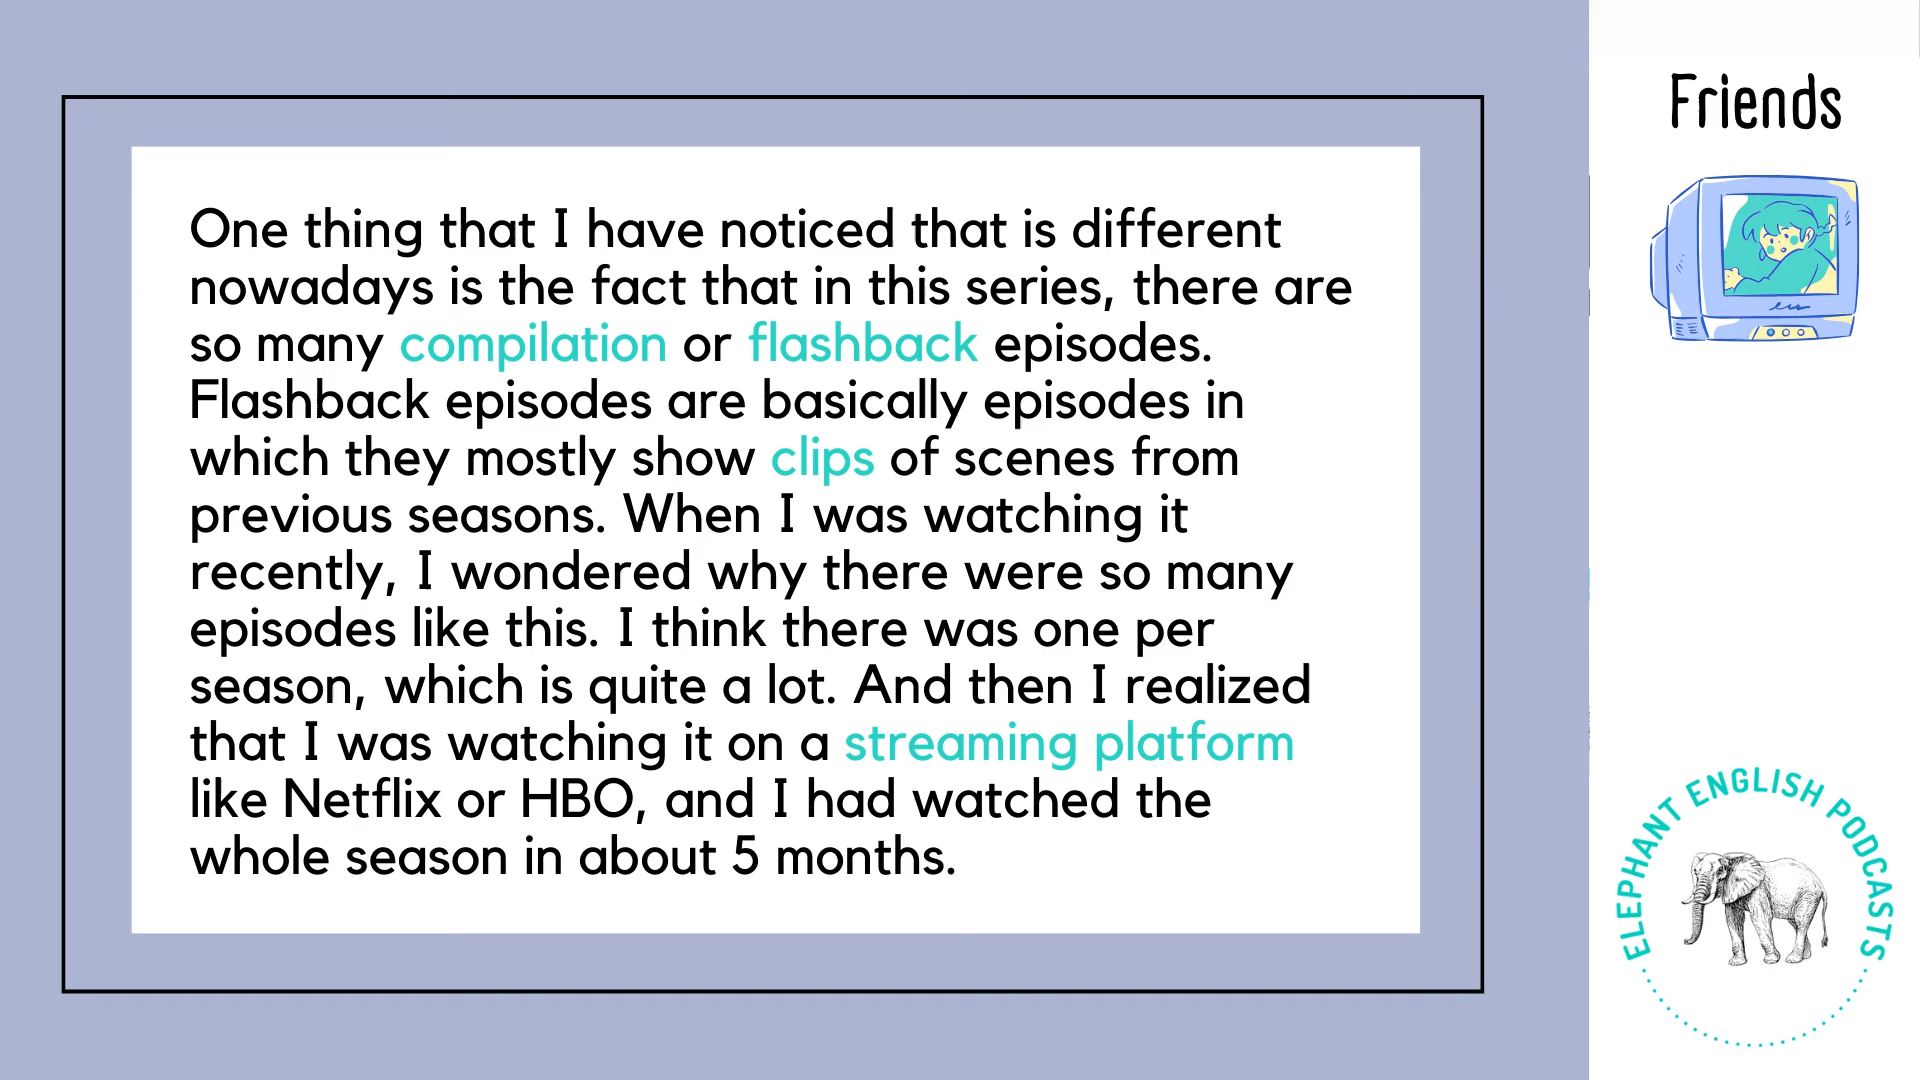 Friends
One thing that I have noticed that is different
nowadays is the fact that in this series, there are
so many compilation or flashback episodes.
Flashback episodes are basically episodes in
which they mostly show clips of scenes from
previous seasons. When I was watching it
recently, I wondered why there were so many
episodes like this. I think there was one per
season, which is quite a lot. And then I realized
that I was watching it on a streaming platform
like Netflix or HBO, and I had watched the
whole season in about 5 months.
ELEPHANT ENGLISH PODCASTS